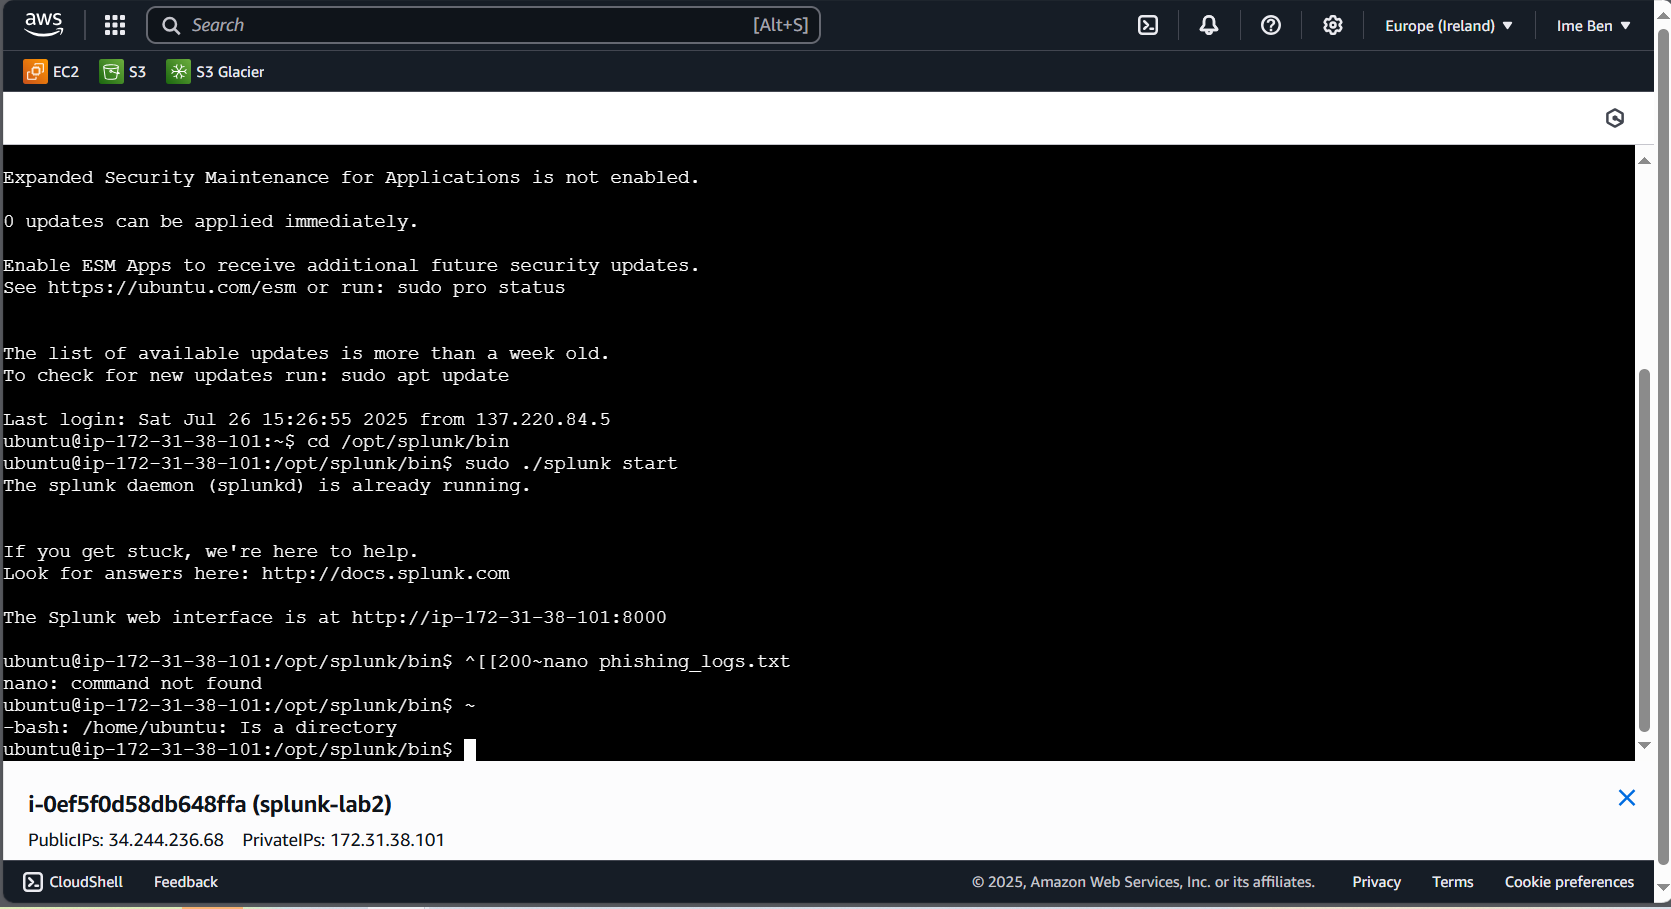 aws
Search [Alt+S]
Europe (Ireland) ▼
Ime Ben ▼
EC2 S3 S3 Glacier
Expanded Security Maintenance for Applications is not enabled.
0 updates can be applied immediately.
Enable ESM Apps to receive additional future security updates.
See https://ubuntu.com/esm or run: sudo pro status
The list of available updates is more than a week old.
To check for new updates run: sudo apt update
Last login: Sat Jul 26 15:26:55 2025 from 137.220.84.5
ubuntu@ip-172-31-38-101:~$ cd /opt/splunk/bin
ubuntu@ip-172-31-38-101:/opt/splunk/bin$ sudo ./splunk start
The splunk daemon (splunkd) is already running.
If you get stuck, we're here to help.
Look for answers here: http://docs.splunk.com
The Splunk web interface is at http://ip-172-31-38-101:8000
ubuntu@ip-172-31-38-101:/opt/splunk/bin$ ^[[200~nano phishing_logs.txt
nano: command not found
ubuntu@ip-172-31-38-101:/opt/splunk/bin$ ~
-bash: /home/ubuntu: Is a directory
ubuntu@ip-172-31-38-101:/opt/splunk/bin$
i-0ef5f0d58db648ffa (splunk-lab2)
PublicIPs: 34.244.236.68 PrivateIPs: 172.31.38.101
CloudShell Feedback © 2025, Amazon Web Services, Inc. or its affiliates. Privacy Terms Cookie preferences